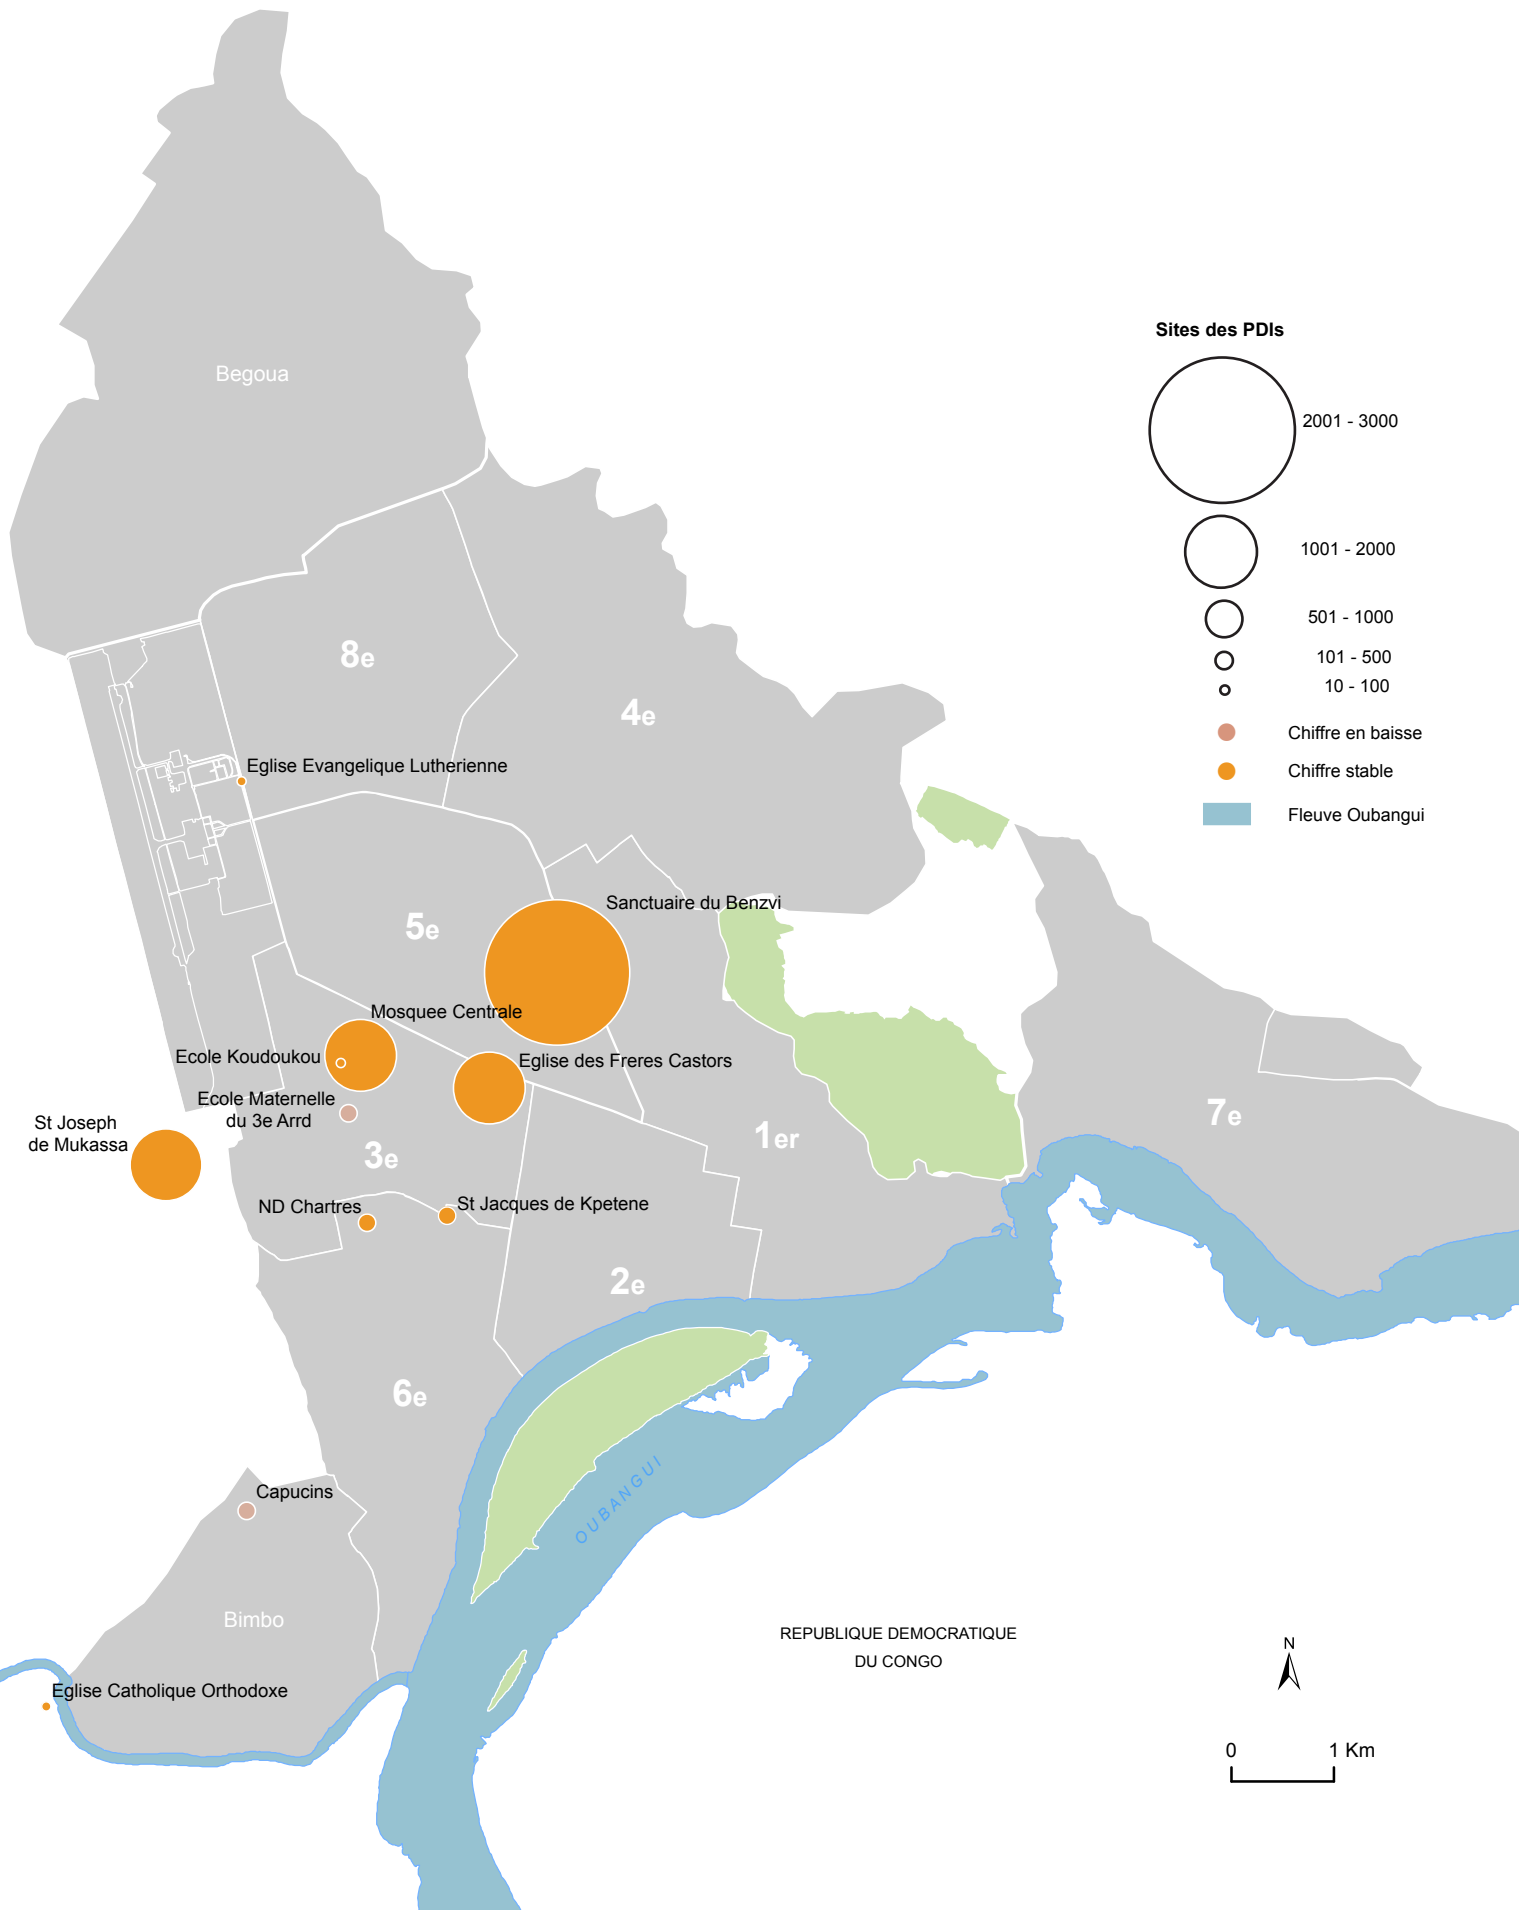 Sites des PDIs
2001 - 3000
Begoua
1001 - 2000
501 - 1000
101 - 500
10 - 100
8e
4e
Chiffre en baisse
Eglise Evangelique Lutherienne
Chiffre stable
Fleuve Oubangui
Sanctuaire du Benzvi
5e
Mosquee Centrale
Ecole Koudoukou
Eglise des Freres Castors
Ecole Maternelle
du 3e Arrd
St Joseph
de Mukassa
7e
1er
3e
ND Chartres
St Jacques de Kpetene
2e
6e
Capucins
OUBANGUI
Bimbo
REPUBLIQUE DEMOCRATIQUE
DU CONGO
N
Eglise Catholique Orthodoxe
0 1 Km